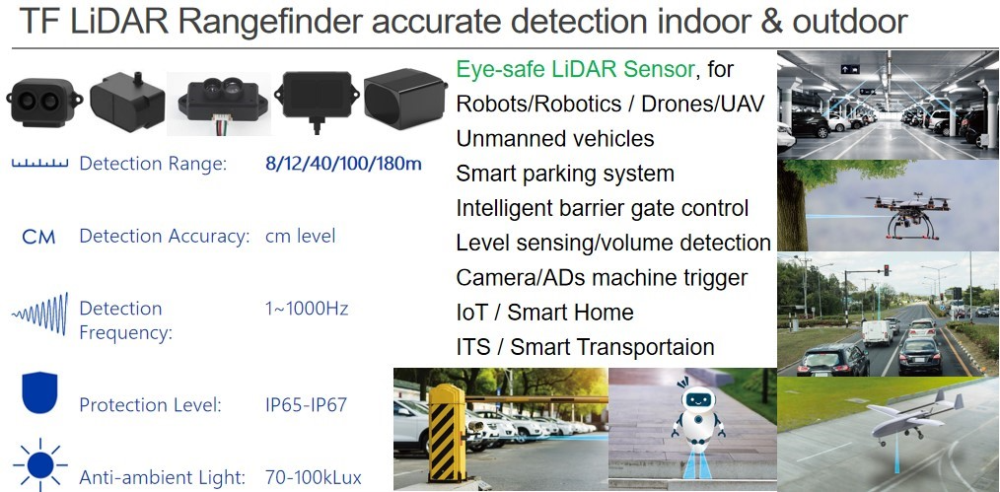 TF LiDAR Rangefinder accurate detection indoor & outdoor
Eye-safe LiDAR Sensor, for
Robots/Robotics / Drones/UAV
Unmanned vehicles
Smart parking system
Intelligent barrier gate control
Level sensing/volume detection
Camera/ADs machine trigger
IoT / Smart Home
ITS / Smart Transportaion
Detection Range: 8/12/40/100/180m
CM Detection Accuracy: cm level
Detection Frequency: 1~1000Hz
Protection Level: IP65-IP67
Anti-ambient Light: 70-100kLux